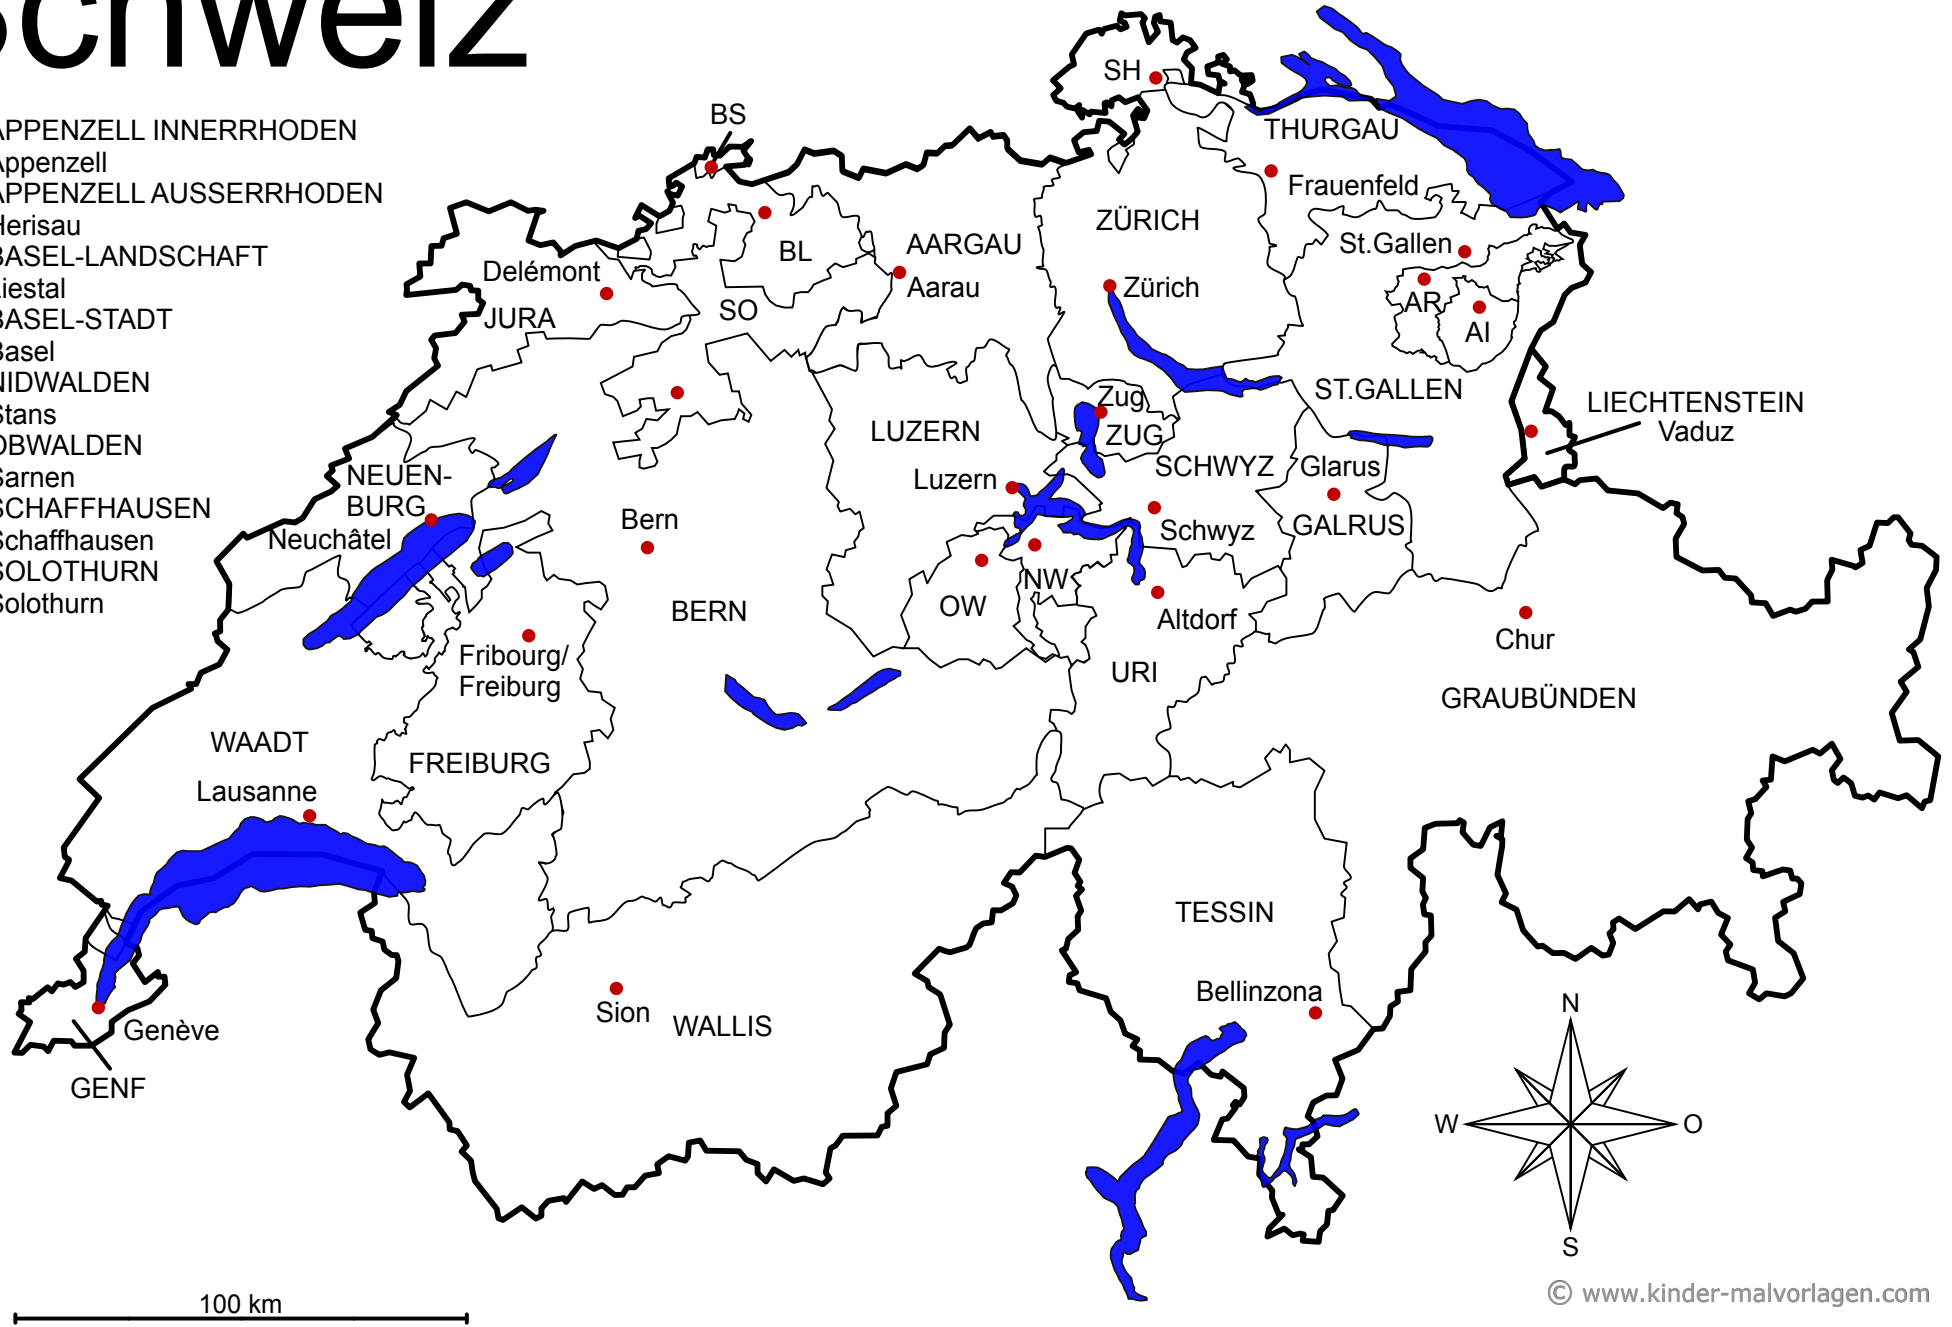 Schweiz
APPENZELL INNERRHODEN
Appenzell
APPENZELL AUSSERRHODEN
Herisau
BASEL-LANDSCHAFT
Liestal
BASEL-STADT
Basel
NIDWALDEN
Stans
OBWALDEN
Sarnen
SCHAFFHAUSEN
Schaffhausen
SOLOTHURN
Solothurn
BS
SH
THURGAU
Frauenfeld
ZÜRICH
Zürich
St.Gallen
AR
AI
ST.GALLEN
BL
AARGAU
Aarau
Delémont
JURA
SO
LIECHTENSTEIN
Vaduz
Zug
ZUG
LUZERN
Luzern
SCHWYZ
Schwyz
Glarus
GALRUS
NEUEN-
BURG
Neuchâtel
Bern
BERN
OW
NW
Altdorf
URI
Chur
GRAUBÜNDEN
Fribourg/
Freiburg
FREIBURG
WAADT
Lausanne
TESSIN
Bellinzona
Sion
WALLIS
Genève
GENF
N
W
O
S
100 km
© www.kinder-malvorlagen.com